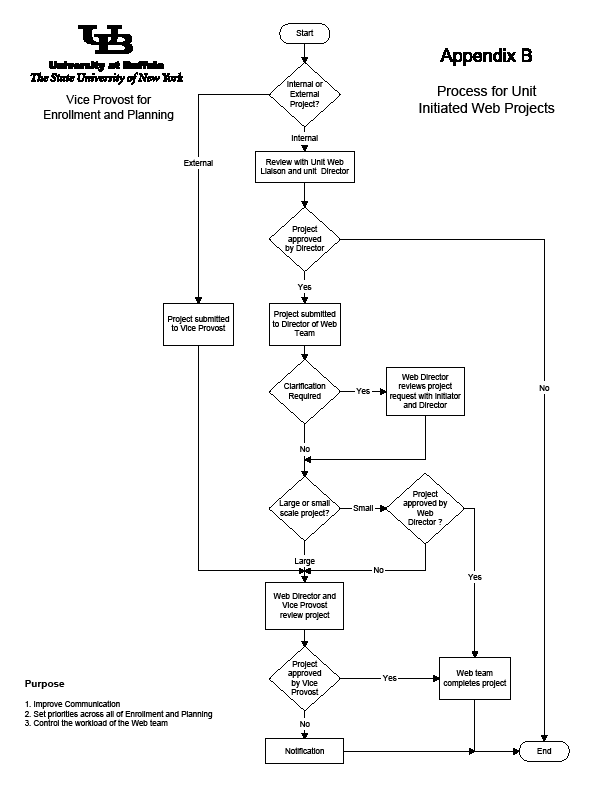 UB
University at Buffalo
The State University of New York
Vice Provost for
Enrollment and Planning
Appendix B
Process for Unit
Initiated Web Projects
Start
Internal or
External
Project?
Internal
External
Review with Unit Web
Liaison and unit Director
Project
approved
by Director
Yes
No
Project submitted
to Vice Provost
Project submitted
to Director of Web
Team
Clarification
Required
Yes
Web Director
reviews project
request with Initiator
and Director
No
Large or small
scale project?
Small
Project
approved by
Web
Director ?
Large
No
Yes
Web Director and
Vice Provost
review project
Project
approved
by Vice
Provost
Yes
Web team
completes project
No
Notification
End
Purpose
1. Improve Communication
2. Set priorities across all of Enrollment and Planning
3. Control the workload of the Web team